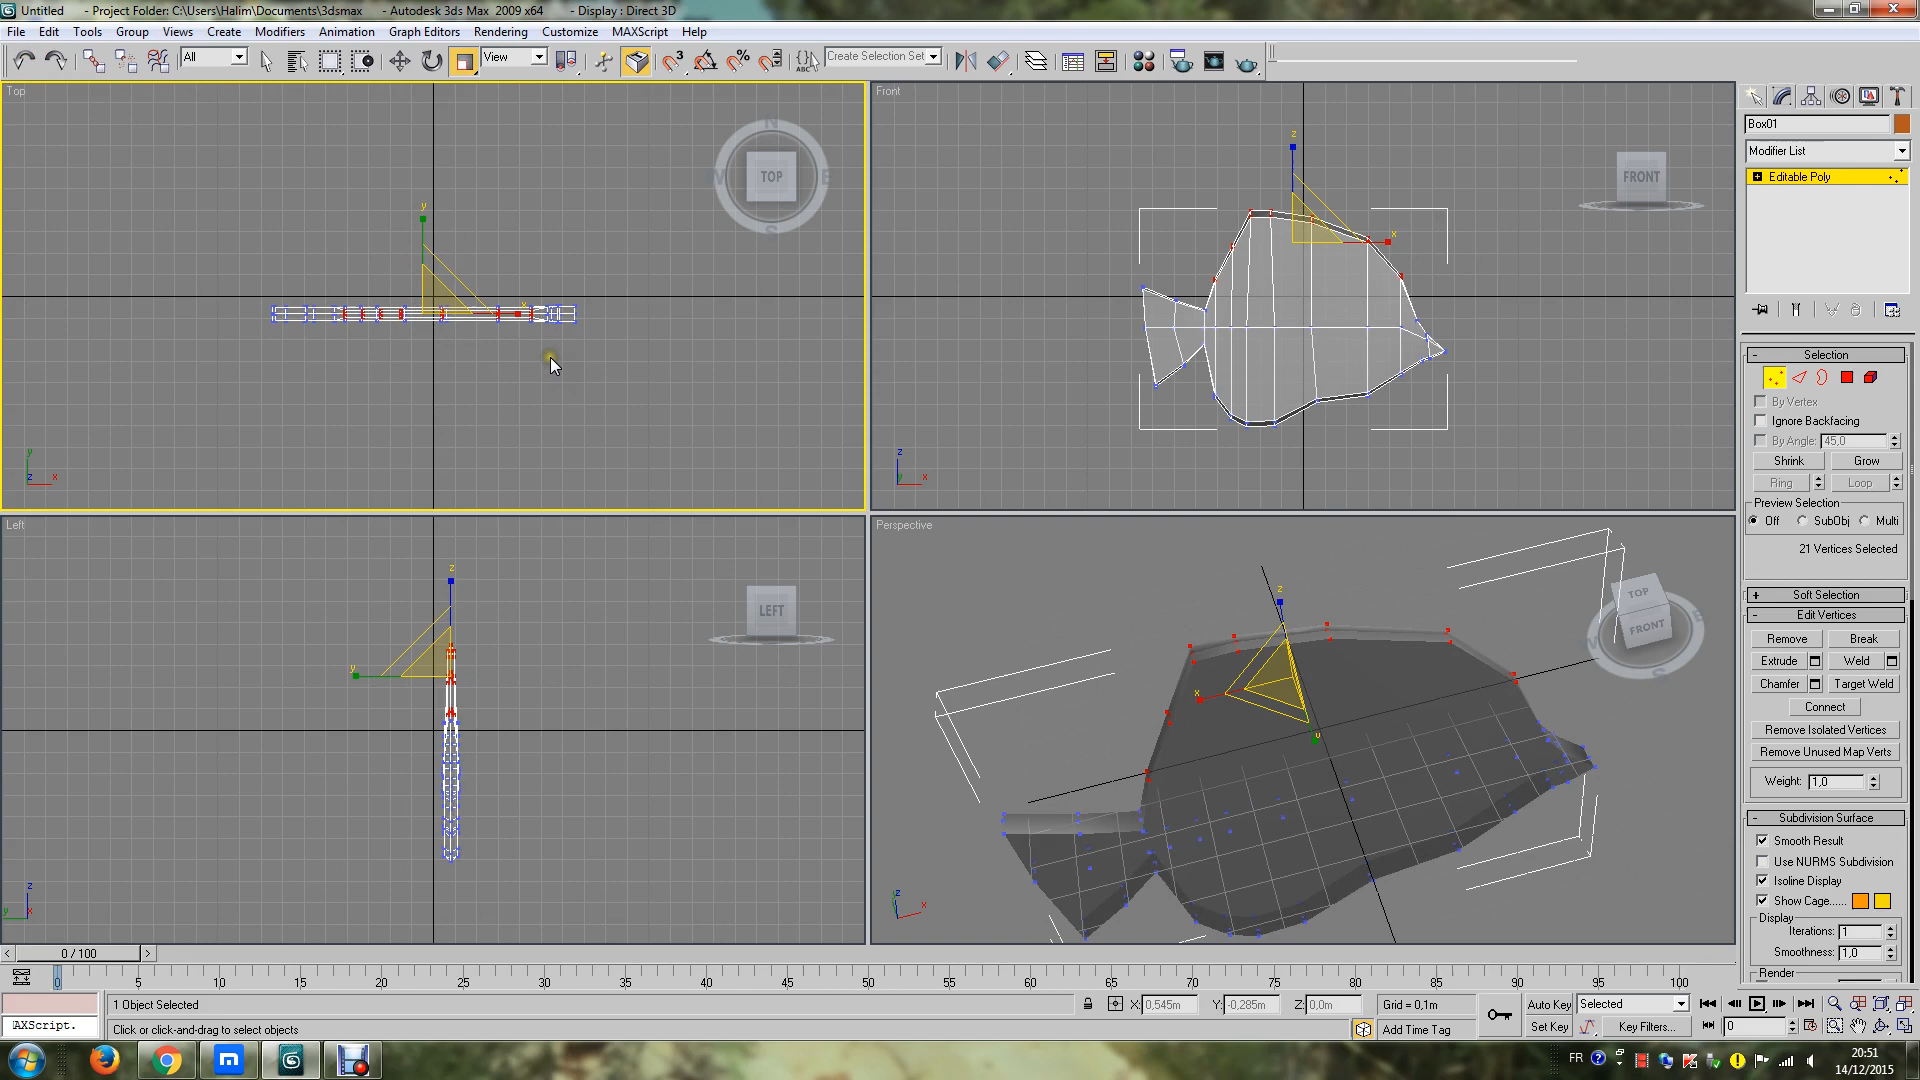 Untitled - Project Folder: C:\Users\Halim\Documents\3dsmax - Autodesk 3ds Max 2009 x64 - Display : Direct 3D
File Edit Tools Group Views Create Modifiers Animation Graph Editors Rendering Customize MAXScript Help
All View Create Selection Set
Top
TOP
Front
FRONT
Left
LEFT
Perspective
TOP
FRONT
Box01
Modifier List
Editable Poly
Selection
By Vertex
Ignore Backfacing
By Angle: 45,0
Shrink Grow
Ring Loop
Preview Selection
Off SubObj Multi
21 Vertices Selected
Soft Selection
Edit Vertices
Remove Break
Extrude Weld
Chamfer Target Weld
Connect
Remove Isolated Vertices
Remove Unused Map Verts
Weight: 1,0
Subdivision Surface
Smooth Result
Use NURMS Subdivision
Isoline Display
Show Cage......
Display
Iterations: 1
Smoothness: 1,0
Render
0 / 100
0 5 10 15 20 25 30 35 40 45 50 55 60 65 70 75 80 85 90 95 100
1 Object Selected X: 0,545m Y: -0,285m Z: 0,0m Grid = 0,1m Auto Key Selected
AXScript. Click or click-and-drag to select objects Add Time Tag Set Key Key Filters... 0
FR 20:51
14/12/2015